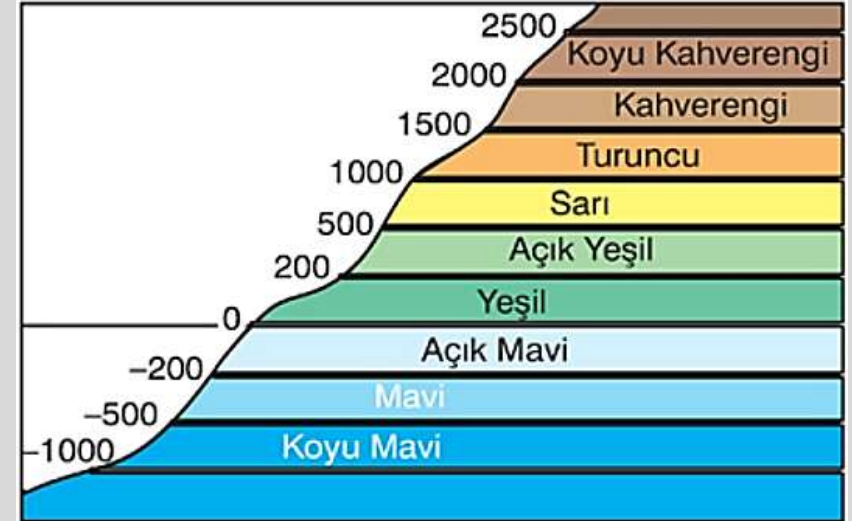 2500
Koyu Kahverengi
2000
Kahverengi
1500
Turuncu
1000
Sarı
500
Açık Yeşil
200
Yeşil
0
Açık Mavi
–200
Mavi
–500
Koyu Mavi
–1000